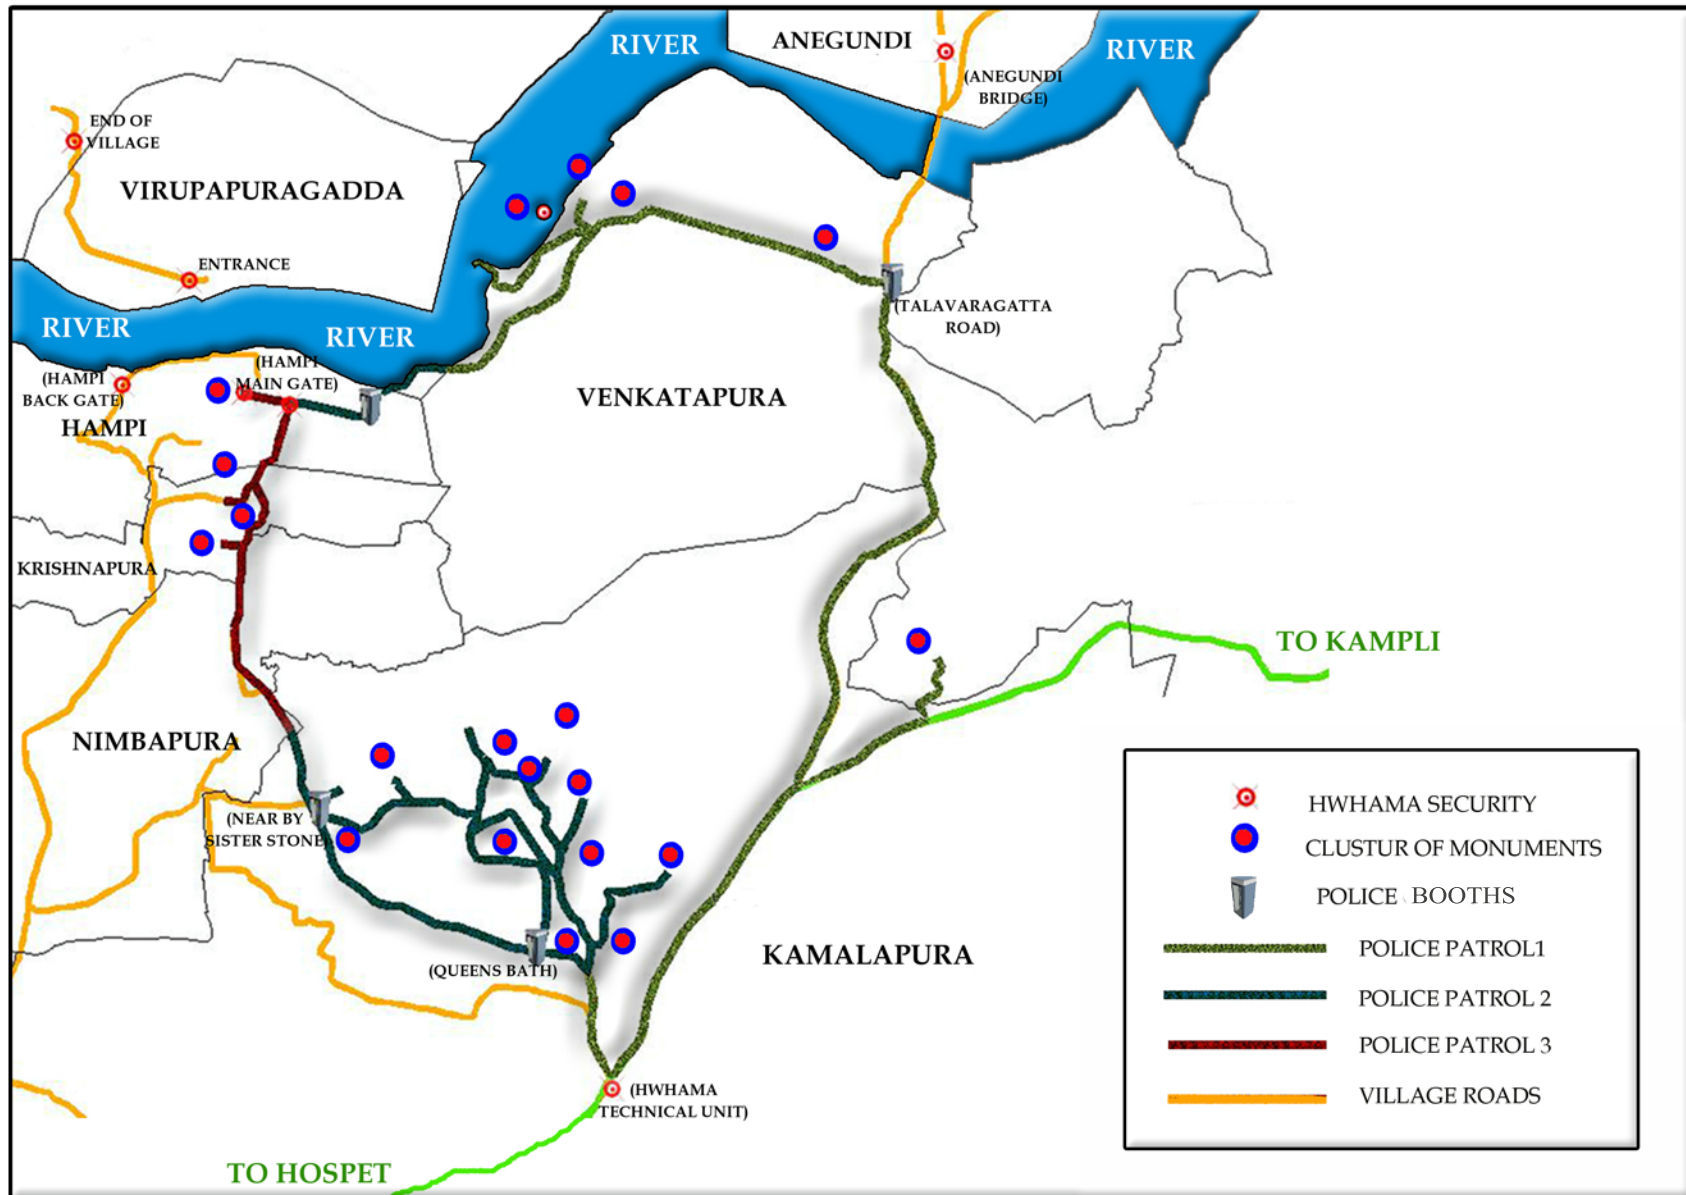 RIVER
ANEGUNDI
RIVER
(ANEGUNDI
BRIDGE)
END OF
VILLAGE
VIRUPAPURAGADDA
ENTRANCE
RIVER
RIVER
(TALAVARAGATTA
ROAD)
(HAMPI
MAIN GATE)
(HAMPI
BACK GATE)
HAMPI
VENKATAPURA
KRISHNAPURA
TO KAMPLI
NIMBAPURA
(NEAR BY
SISTER STONE)
(QUEENS BATH)
KAMALAPURA
(HWHAMA
TECHNICAL UNIT)
TO HOSPET
HWHAMA SECURITY
CLUSTUR OF MONUMENTS
POLICE BOOTHS
POLICE PATROL1
POLICE PATROL 2
POLICE PATROL 3
VILLAGE ROADS